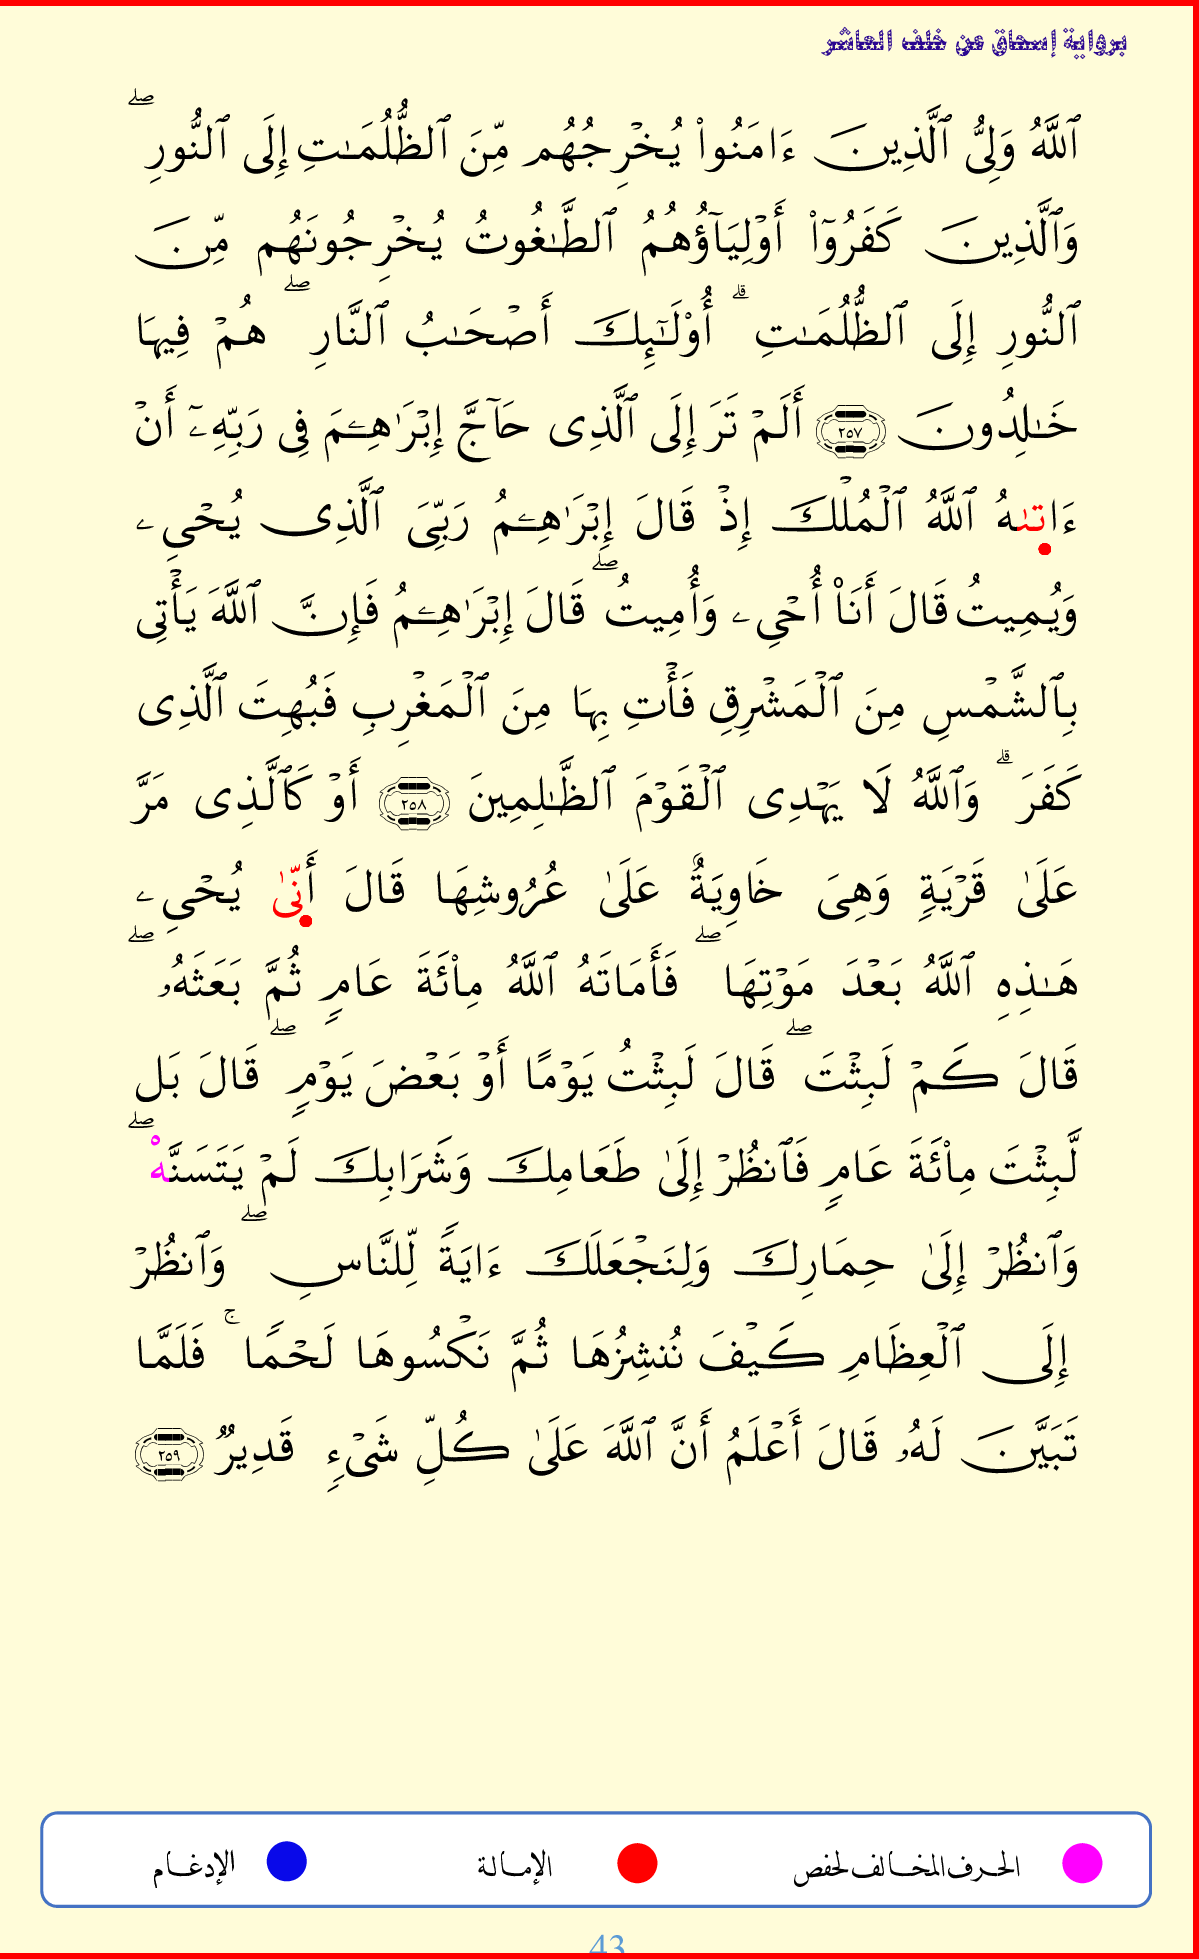 برواية إسحاق عن خلف العاشر
ٱللَّهُ وَلِىُّ ٱلَّذِينَ ءَامَنُواْ يُخۡرِجُهُم مِّنَ ٱلظُّلُمَٰتِ إِلَى ٱلنُّورِۖ
وَٱلَّذِينَ كَفَرُوٓاْ أَوۡلِيَآؤُهُمُ ٱلطَّٰغُوتُ يُخۡرِجُونَهُم مِّنَ
ٱلنُّورِ إِلَى ٱلظُّلُمَٰتِۗ أُوْلَٰٓئِكَ أَصۡحَٰبُ ٱلنَّارِۖ هُمۡ فِيهَا
خَٰلِدُونَ ٢٥٧ أَلَمۡ تَرَ إِلَى ٱلَّذِى حَآجَّ إِبۡرَٰهِـۧمَ فِى رَبِّهِۦٓ أَنۡ
ءَاتَىٰهُ ٱللَّهُ ٱلۡمُلۡكَ إِذۡ قَالَ إِبۡرَٰهِـۧمُ رَبِّىَ ٱلَّذِى يُحۡىِۦ
وَيُمِيتُ قَالَ أَنَا۠ أُحۡىِۦ وَأُمِيتُۖ قَالَ إِبۡرَٰهِـۧمُ فَإِنَّ ٱللَّهَ يَأۡتِى
بِٱلشَّمۡسِ مِنَ ٱلۡمَشۡرِقِ فَأۡتِ بِهَا مِنَ ٱلۡمَغۡرِبِ فَبُهِتَ ٱلَّذِى
كَفَرَۗ وَٱللَّهُ لَا يَهۡدِى ٱلۡقَوۡمَ ٱلظَّٰلِمِينَ ٢٥٨ أَوۡ كَٱلَّذِى مَرَّ
عَلَىٰ قَرۡيَةٖ وَهِىَ خَاوِيَةٌ عَلَىٰ عُرُوشِهَا قَالَ أَنَّىٰ يُحۡىِۦ
هَٰذِهِ ٱللَّهُ بَعۡدَ مَوۡتِهَاۖ فَأَمَاتَهُ ٱللَّهُ مِاْئَةَ عَامٖ ثُمَّ بَعَثَهُۥۖ
قَالَ كَمۡ لَبِثۡتَۖ قَالَ لَبِثۡتُ يَوۡمًا أَوۡ بَعۡضَ يَوۡمٖۖ قَالَ بَل
لَّبِثۡتَ مِاْئَةَ عَامٖ فَٱنظُرۡ إِلَىٰ طَعَامِكَ وَشَرَابِكَ لَمۡ يَتَسَنَّهۡۖ
وَٱنظُرۡ إِلَىٰ حِمَارِكَ وَلِنَجۡعَلَكَ ءَايَةٗ لِّلنَّاسِۖ وَٱنظُرۡ
إِلَى ٱلۡعِظَامِ كَيۡفَ نُنشِزُهَا ثُمَّ نَكۡسُوهَا لَحۡمٗاۚ فَلَمَّا
تَبَيَّنَ لَهُۥ قَالَ أَعۡلَمُ أَنَّ ٱللَّهَ عَلَىٰ كُلِّ شَىۡءٖ قَدِيرٞ ٢٥٩
الحرف المخالف لحفص الإمالة الإدغام
43